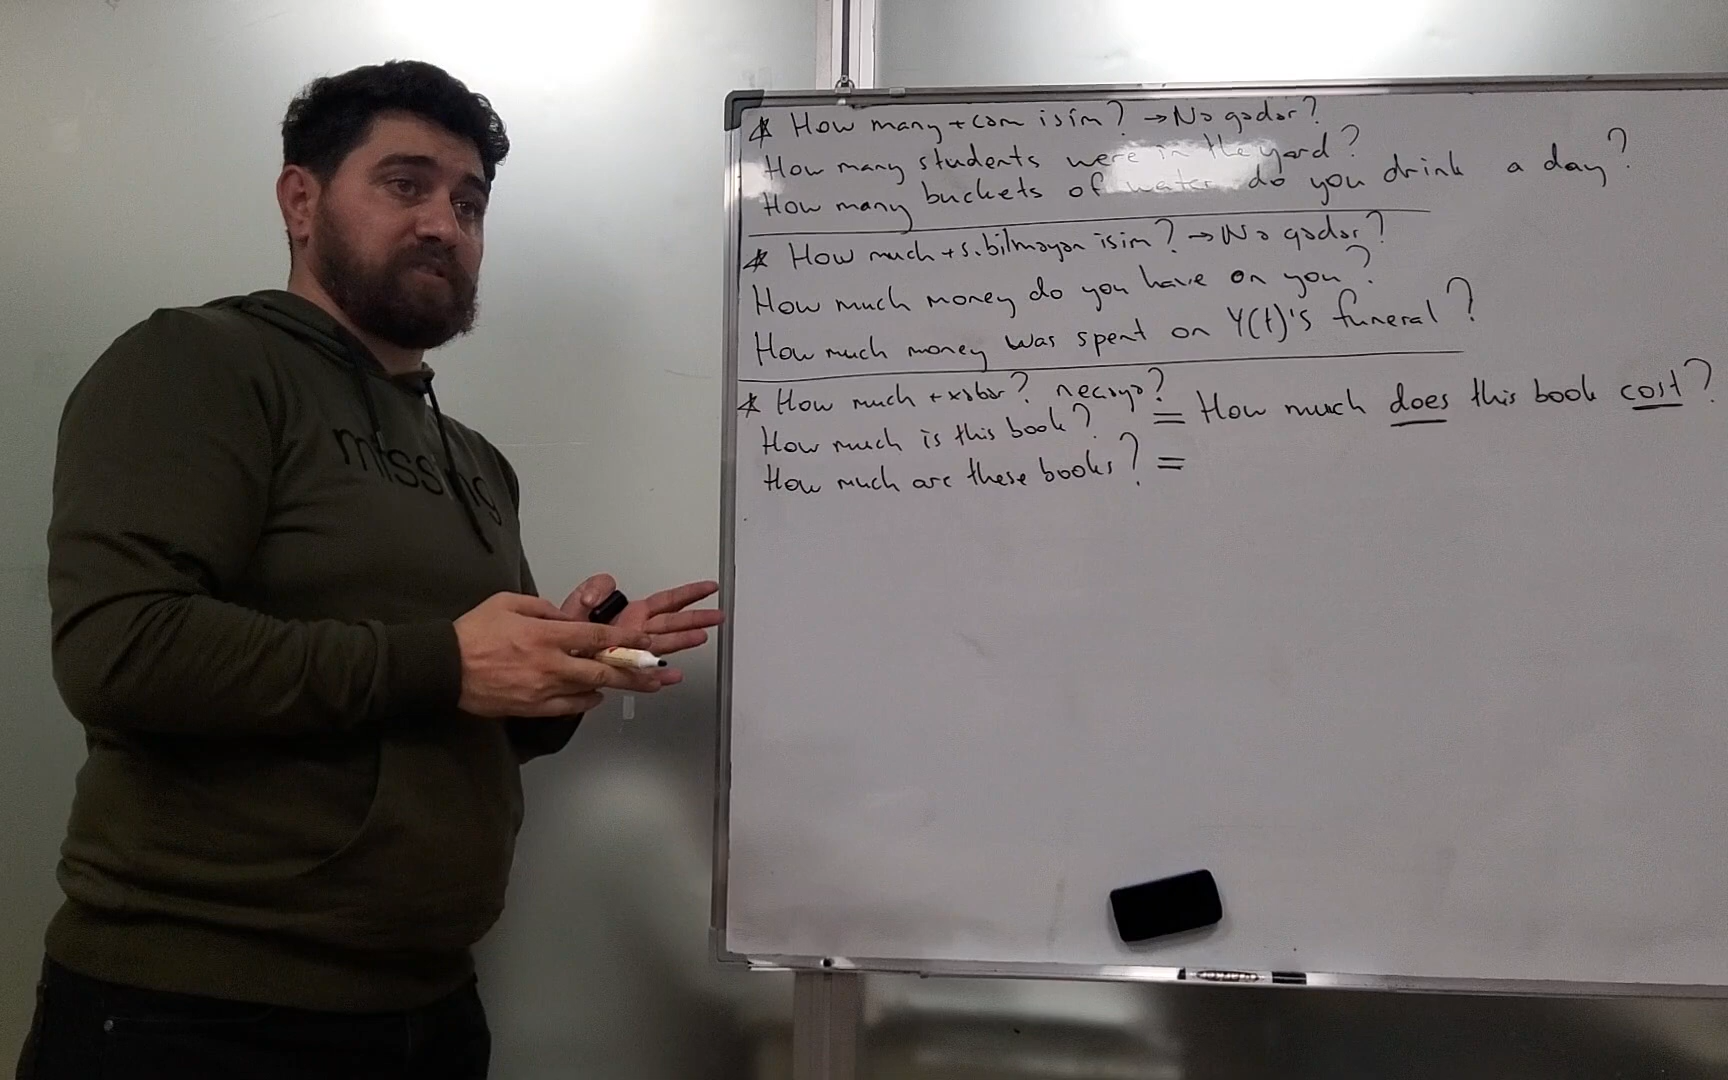 missing
* How many + cəm isim? → Nə qədər?
How many students were in the yard?
How many buckets of water do you drink a day?
* How much + s. bilməyən isim? → Nə qədər?
How much money do you have on you?
How much money was spent on Y(t)'s funeral?
* How much + xəbər? neçəyə?
How much is this book? = How much does this book cost?
How much are these books? =